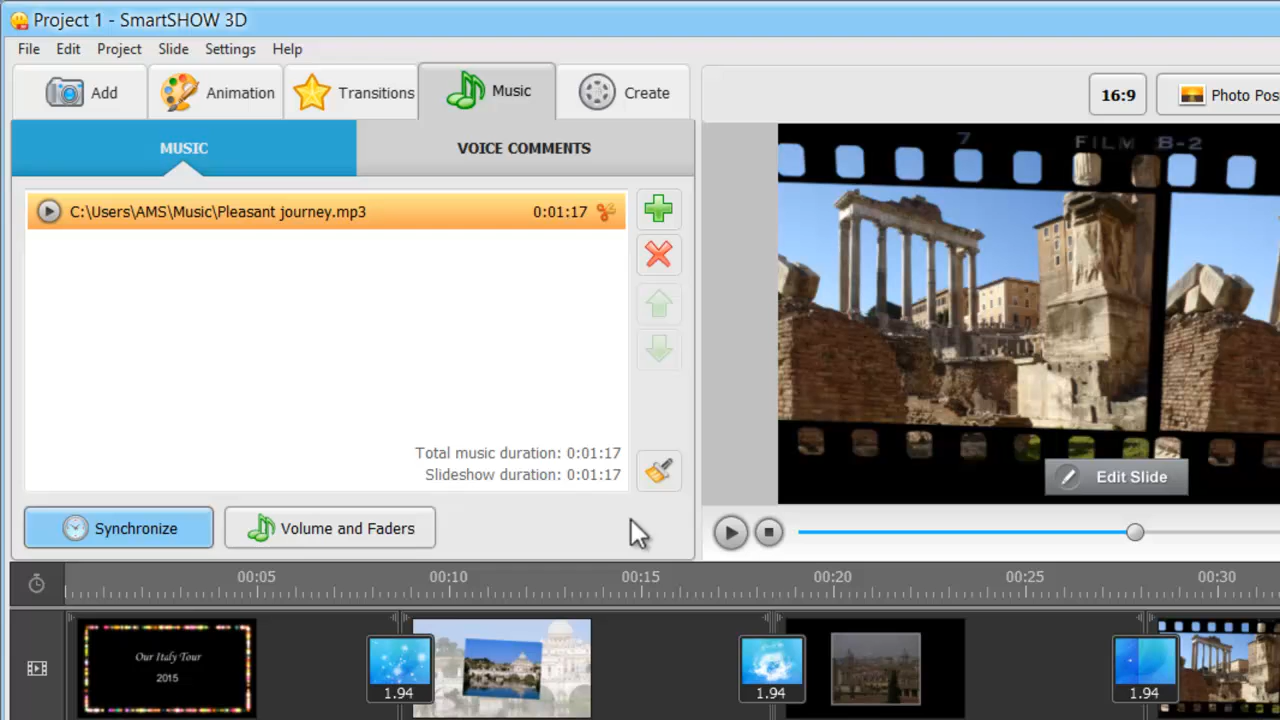 Project 1 - SmartSHOW 3D
File Edit Project Slide Settings Help
Add Animation Transitions Music Create
16:9 Photo Pos
MUSIC VOICE COMMENTS
7 FILM 8-2
C:\Users\AMS\Music\Pleasant journey.mp3 0:01:17
Total music duration: 0:01:17
Slideshow duration: 0:01:17
Edit Slide
Synchronize Volume and Faders
00:05 00:10 00:15 00:20 00:25 00:30
Our Italy Tour
2015
1.94 1.94 1.94